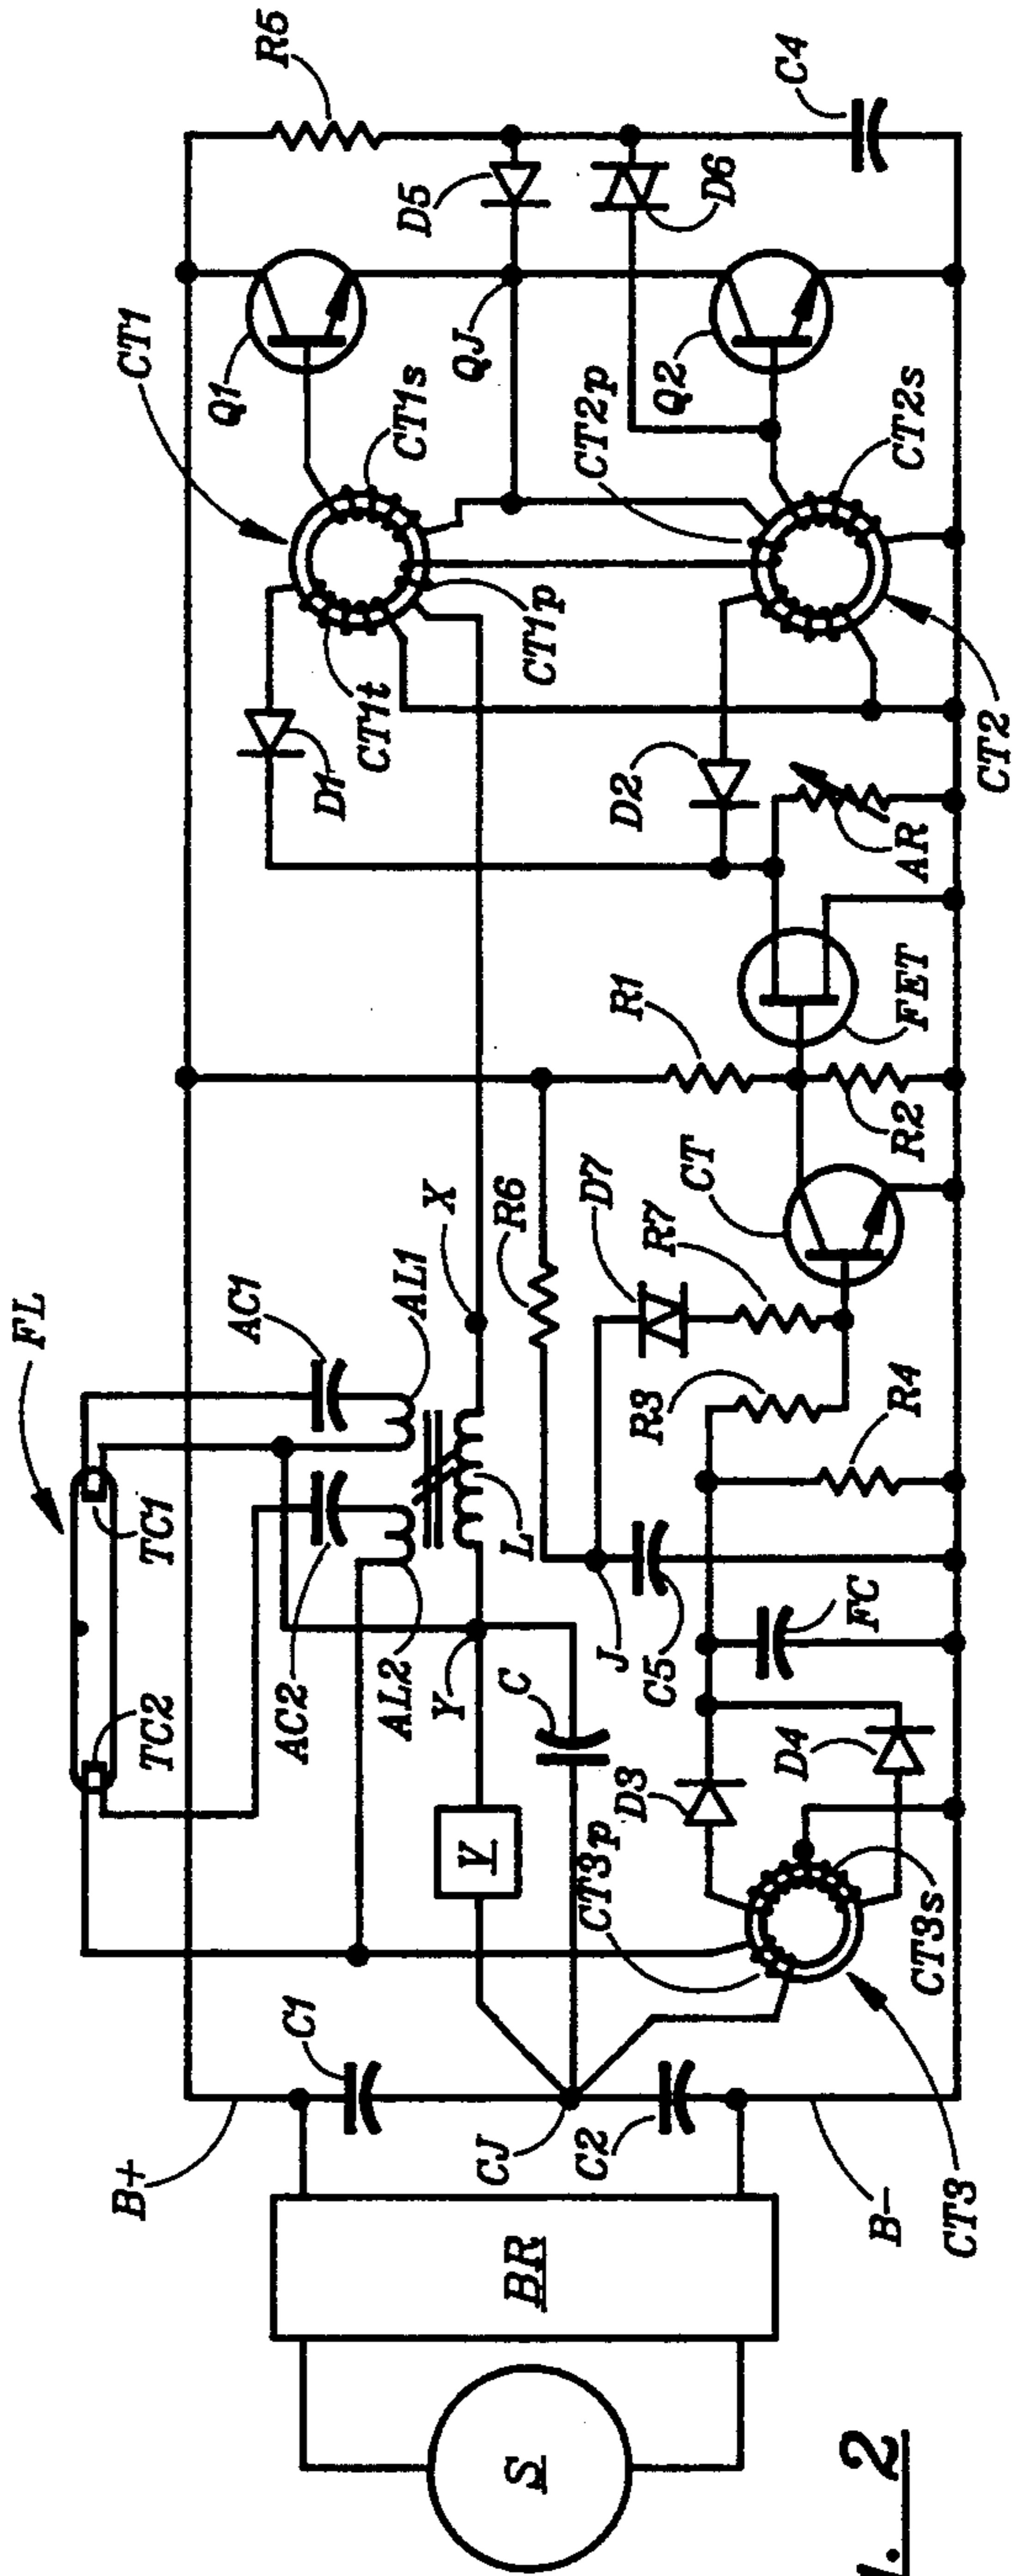 FL
B+
TC2
TC1
AC1
CT1
R5
C1
AC2
AL2
AL1
D1
CT1t
Q1
D5
Y
X
CT1s
QJ
S
BR
CJ
V
C
L
R6
CT1p
C2
CT3p
D3
J
C5
D7
R7
R1
D2
CT2p
Q2
D6
C4
R3
CT
D4
FC
R4
R2
FET
AR
CT2s
B-
CT3s
CT3
CT2
2